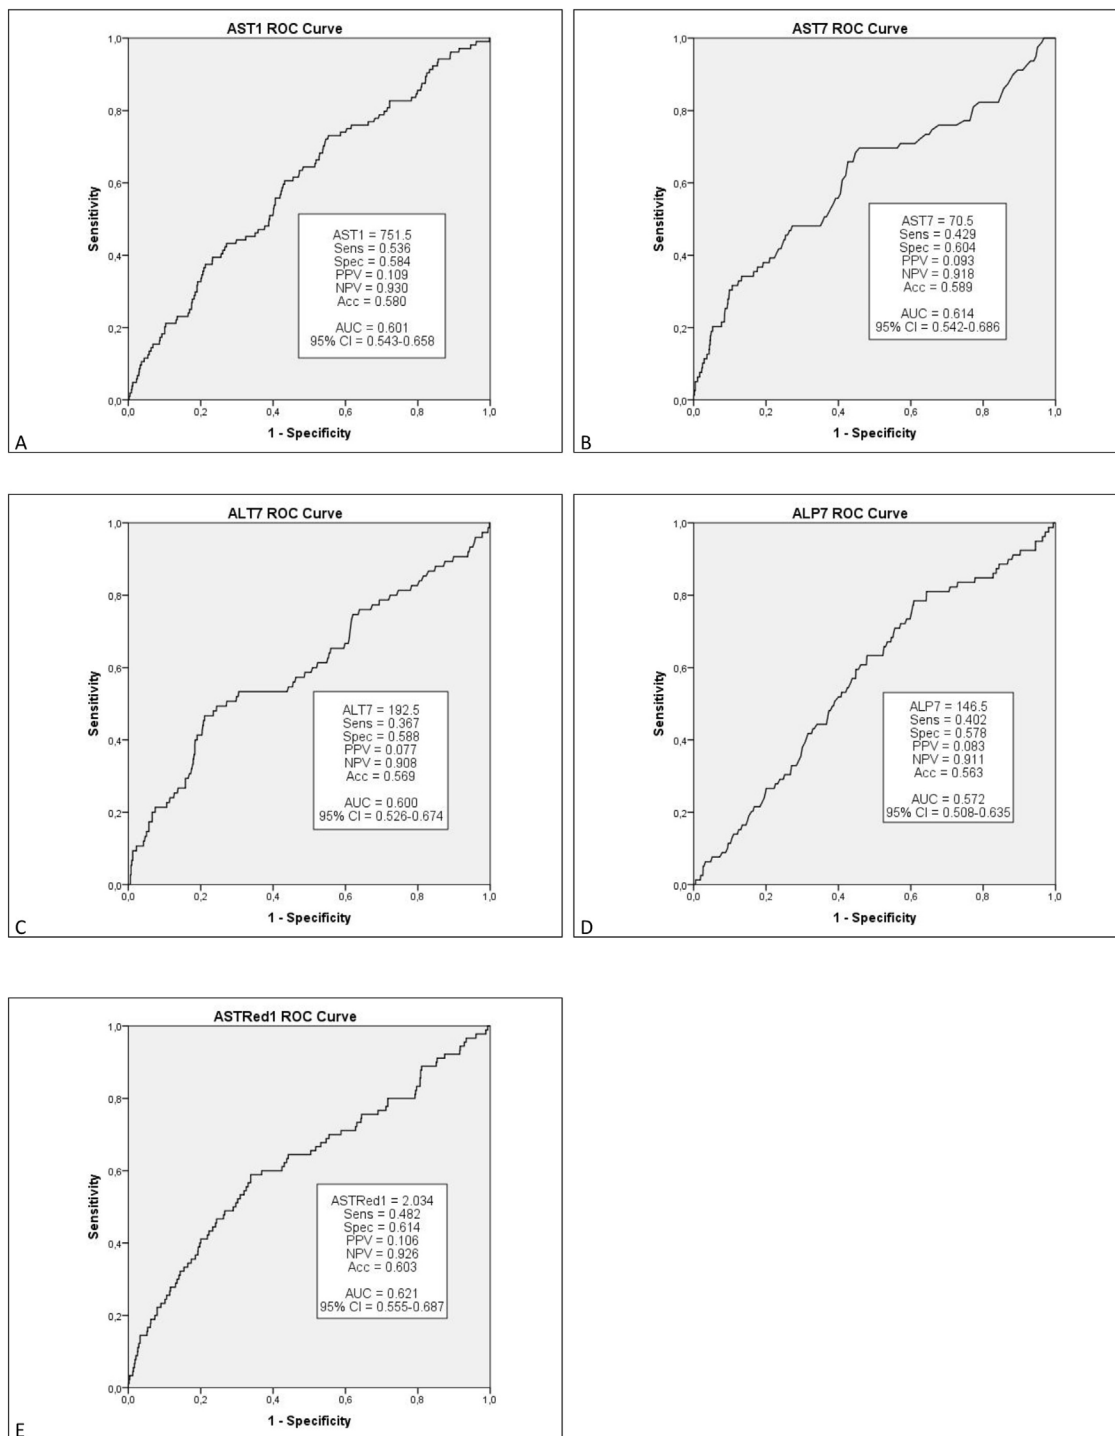 AST1 ROC Curve
1,0
0,8
0,6
0,4
0,2
0,0
Sensitivity
AST1 = 751.5
Sens = 0.536
Spec = 0.584
PPV = 0.109
NPV = 0.930
Acc = 0.580
AUC = 0.601
95% CI = 0.543-0.658
0,0 0,2 0,4 0,6 0,8 1,0
1 - Specificity
A
AST7 ROC Curve
1,0
0,8
0,6
0,4
0,2
0,0
Sensitivity
AST7 = 70.5
Sens = 0.429
Spec = 0.604
PPV = 0.093
NPV = 0.918
Acc = 0.589
AUC = 0.614
95% CI = 0.542-0.686
0,0 0,2 0,4 0,6 0,8 1,0
1 - Specificity
B
ALT7 ROC Curve
1,0
0,8
0,6
0,4
0,2
0,0
Sensitivity
ALT7 = 192.5
Sens = 0.367
Spec = 0.588
PPV = 0.077
NPV = 0.908
Acc = 0.569
AUC = 0.600
95% CI = 0.526-0.674
0,0 0,2 0,4 0,6 0,8 1,0
1 - Specificity
C
ALP7 ROC Curve
1,0
0,8
0,6
0,4
0,2
0,0
Sensitivity
ALP7 = 146.5
Sens = 0.402
Spec = 0.578
PPV = 0.083
NPV = 0.911
Acc = 0.563
AUC = 0.572
95% CI = 0.508-0.635
0,0 0,2 0,4 0,6 0,8 1,0
1 - Specificity
D
ASTRed1 ROC Curve
1,0
0,8
0,6
0,4
0,2
0,0
Sensitivity
ASTRed1 = 2.034
Sens = 0.482
Spec = 0.614
PPV = 0.106
NPV = 0.926
Acc = 0.603
AUC = 0.621
95% CI = 0.555-0.687
0,0 0,2 0,4 0,6 0,8 1,0
1 - Specificity
E